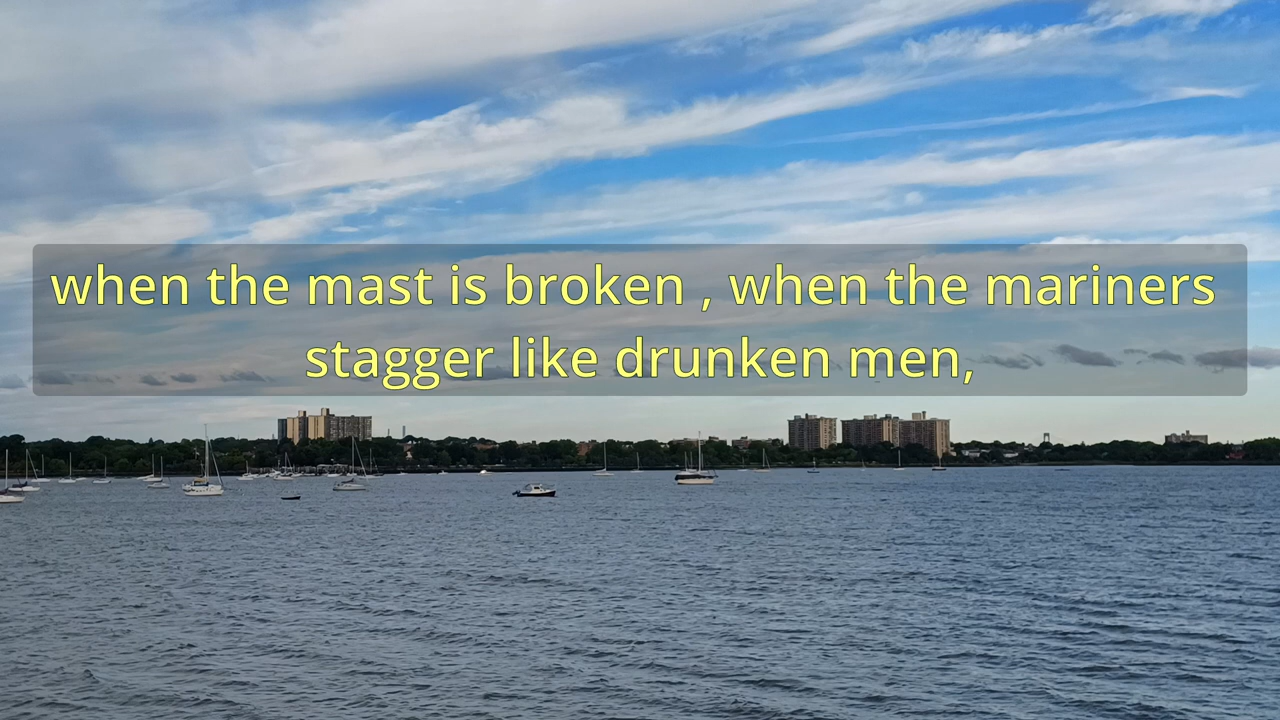 when the mast is broken , when the mariners
stagger like drunken men,